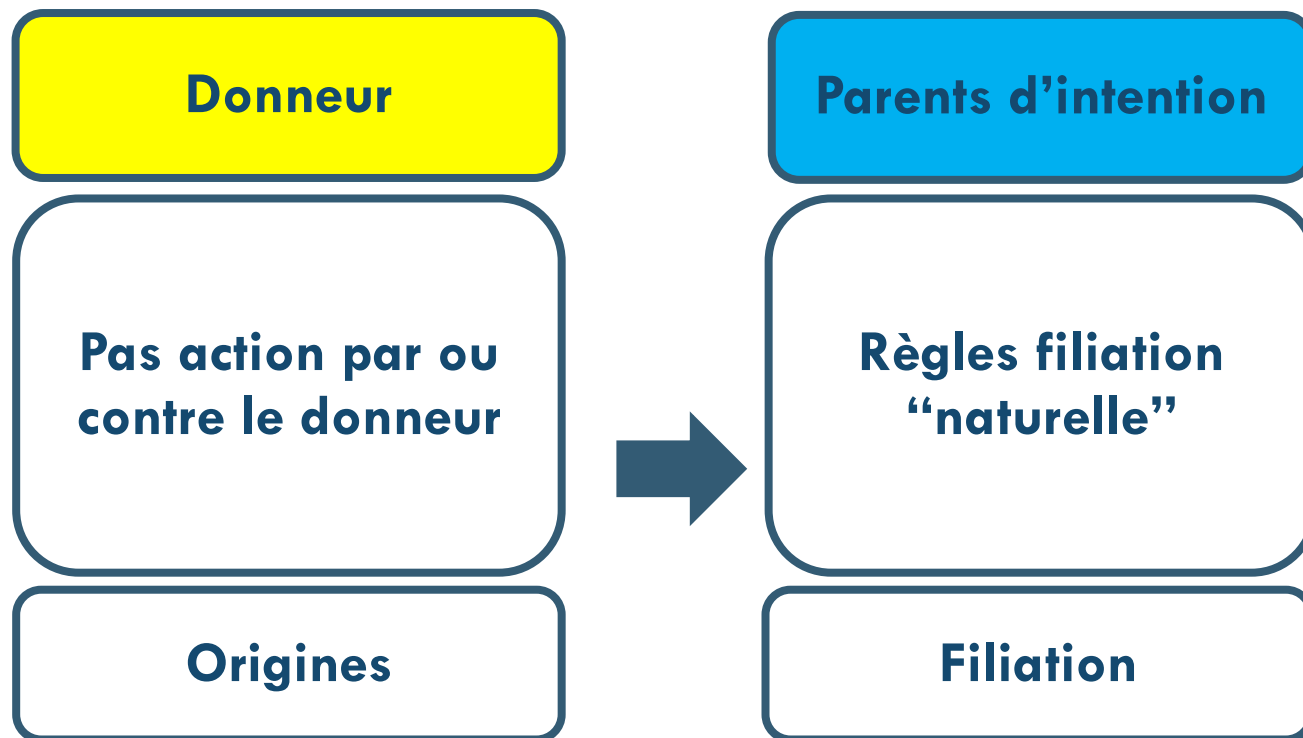 Donneur
Parents d’intention
Pas action par ou
contre le donneur
Règles filiation
“naturelle”
Origines
Filiation